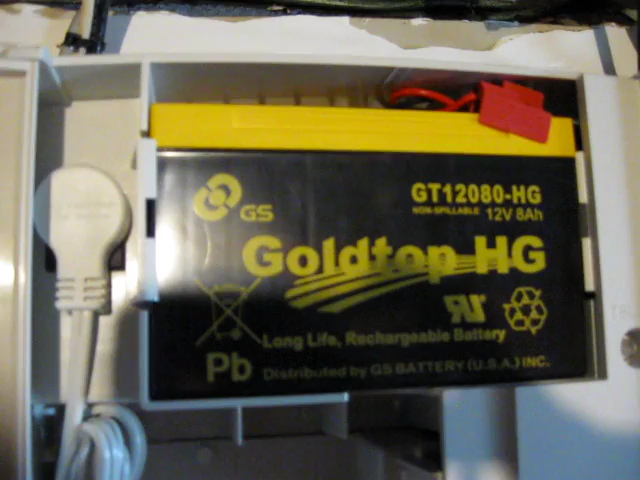 GS
GT12080-HG
NON-SPILLABLE 12V 8Ah
Goldtop HG
Long Life, Rechargeable Battery
Pb
Distributed by GS BATTERY (U.S.A.) INC.